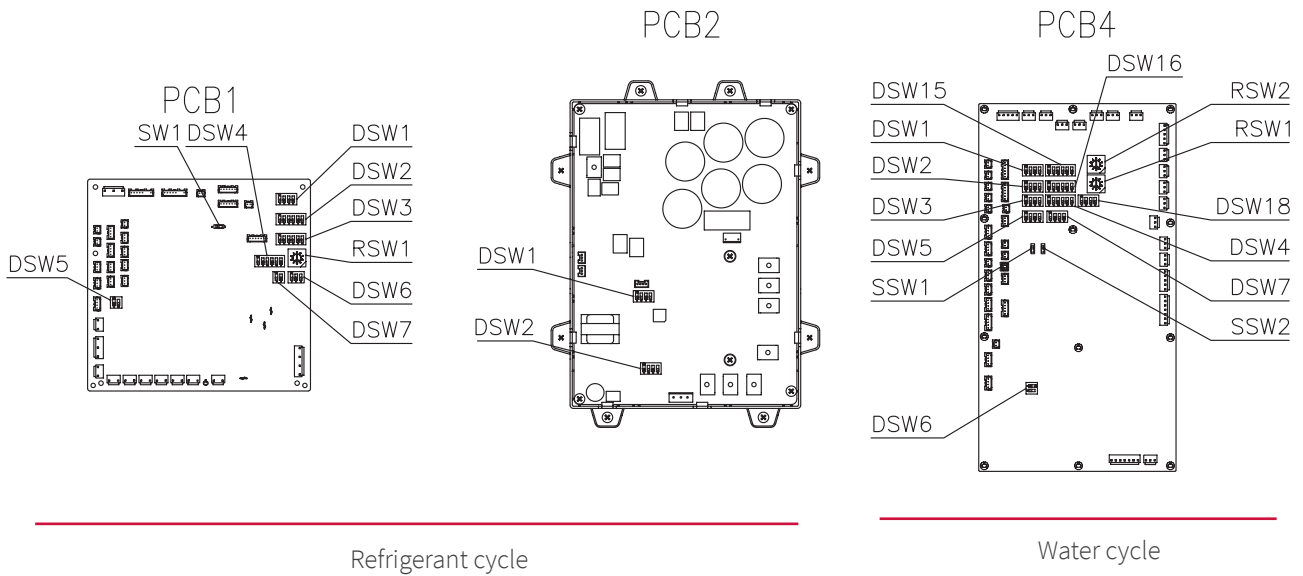 PCB1
SW1 DSW4
DSW1
DSW2
DSW3
RSW1
DSW5
DSW6
DSW7
PCB2
DSW1
DSW2
PCB4
DSW16
DSW15
RSW2
DSW1
RSW1
DSW2
DSW3
DSW18
DSW5
DSW4
SSW1
DSW7
SSW2
DSW6
Refrigerant cycle
Water cycle